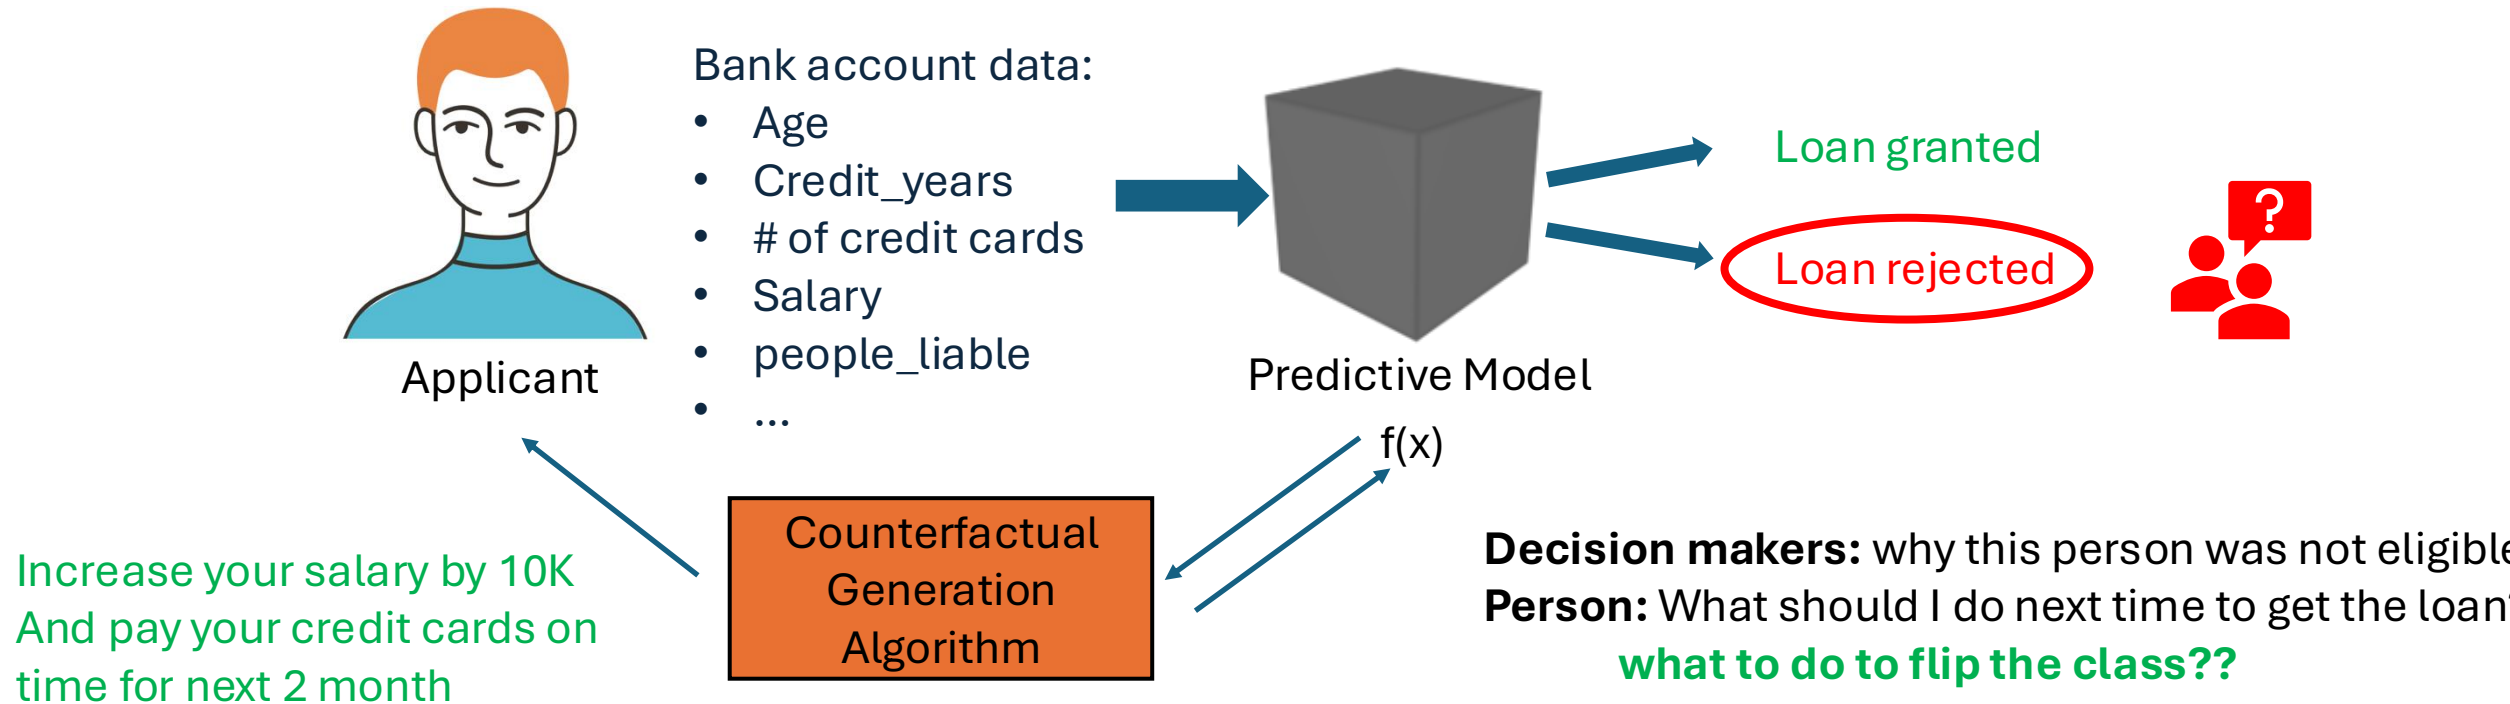 Bank account data:
• Age
• Credit_years
• # of credit cards
• Salary
• people_liable
• ...
Applicant
Predictive Model
f(x)
Loan granted
Loan rejected
?
Counterfactual
Generation
Algorithm
Increase your salary by 10K
And pay your credit cards on
time for next 2 month
Decision makers: why this person was not eligible
Person: What should I do next time to get the loan?
what to do to flip the class??